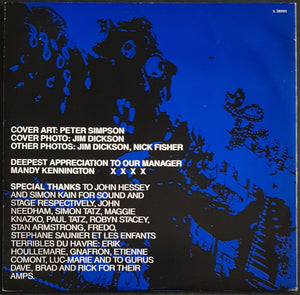 COVER ART: PETER SIMPSON
COVER PHOTO: JIM DICKSON
OTHER PHOTOS: JIM DICKSON, NICK FISHER
DEEPEST APPRECIATION TO OUR MANAGER
MANDY KENNINGTON X X X X
SPECIAL THANKS TO JOHN HESSEY
AND SIMON KAIN FOR SOUND AND
STAGE RESPECTIVELY, JOHN
NEEDHAM, SIMON TATZ, MAGGIE
KNAZKO, PAUL TATZ, ROBYN STACEY,
STAN ARMSTRONG, FREDO,
STEPHANE SAUNIER ET LES ENFANTS
TERRIBLES DU HAVRE: ERIK
HOULLEMARE, GNAFRON, ETIENNE
COMONT, LUC-MARIE AND TO GURUS
DAVE, BRAD AND RICK FOR THEIR
AMPS.